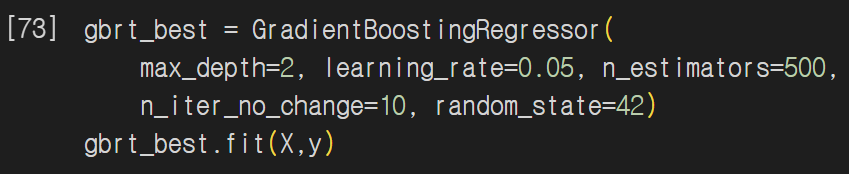 [73] gbrt_best = GradientBoostingRegressor(
max_depth=2, learning_rate=0.05, n_estimators=500,
n_iter_no_change=10, random_state=42)
gbrt_best.fit(X,y)